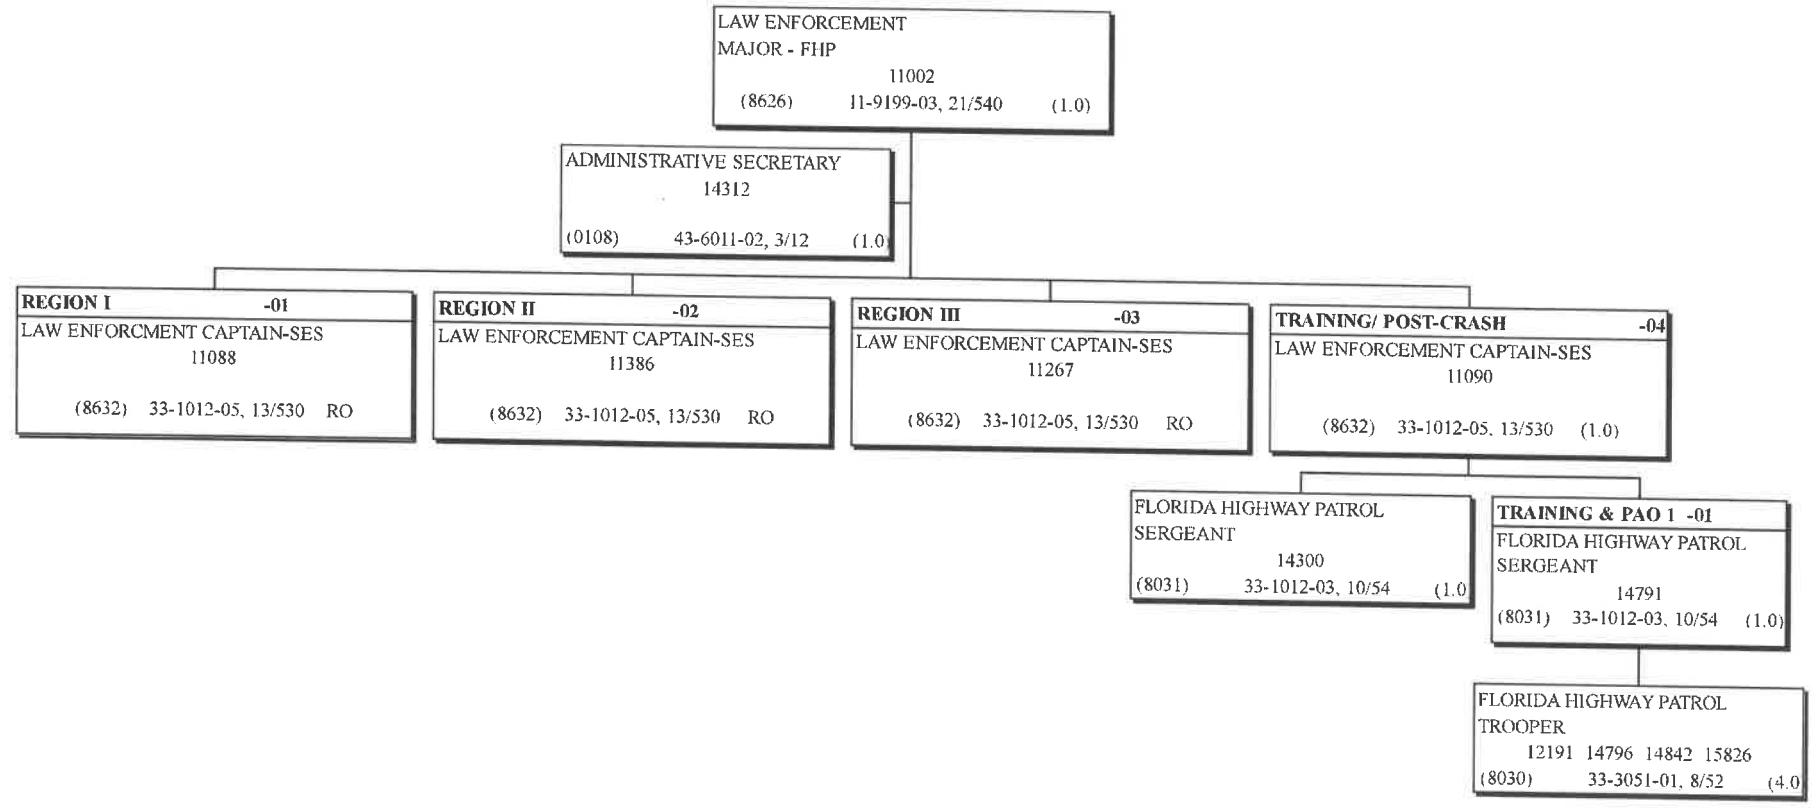 LAW ENFORCEMENT
MAJOR - FHP
11002
(8626) 11-9199-03, 21/540 (1.0)
ADMINISTRATIVE SECRETARY
14312
(0108) 43-6011-02, 3/12 (1.0)
REGION I -01
LAW ENFORCMENT CAPTAIN-SES
11088
(8632) 33-1012-05, 13/530 RO
REGION II -02
LAW ENFORCEMENT CAPTAIN-SES
11386
(8632) 33-1012-05, 13/530 RO
REGION III -03
LAW ENFORCEMENT CAPTAIN-SES
11267
(8632) 33-1012-05, 13/530 RO
TRAINING/ POST-CRASH -04
LAW ENFORCEMENT CAPTAIN-SES
11090
(8632) 33-1012-05, 13/530 (1.0)
FLORIDA HIGHWAY PATROL
SERGEANT
14300
(8031) 33-1012-03, 10/54 (1.0
TRAINING & PAO 1 -01
FLORIDA HIGHWAY PATROL
SERGEANT
14791
(8031) 33-1012-03, 10/54 (1.0)
FLORIDA HIGHWAY PATROL
TROOPER
12191 14796 14842 15826
(8030) 33-3051-01, 8/52 (4.0